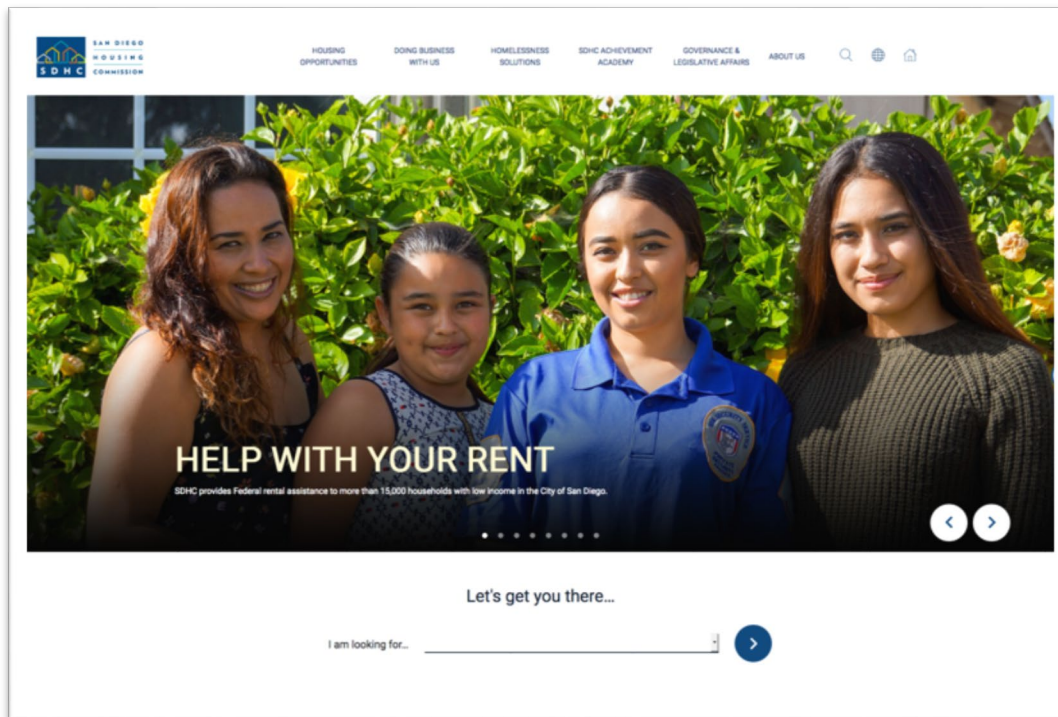 SAN DIEGO
HOUSING
COMMISSION
SDHC
HOUSING
OPPORTUNITIES
DOING BUSINESS
WITH US
HOMELESSNESS
SOLUTIONS
SDHC ACHIEVEMENT
ACADEMY
GOVERNANCE &
LEGISLATIVE AFFAIRS
ABOUT US
HELP WITH YOUR RENT
SDHC provides Federal rental assistance to more than 15,000 households with low income in the City of San Diego.
Let's get you there...
I am looking for...